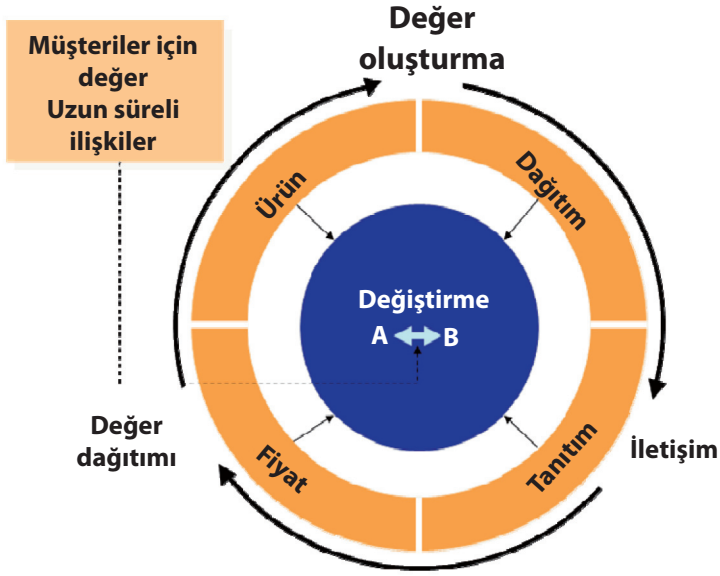 Müşteriler için
değer
Uzun süreli
ilişkiler
Değer
oluşturma
Ürün
Dağıtım
Değiştirme
A B
Değer
dağıtımı
Fiyat
Tanıtım
İletişim